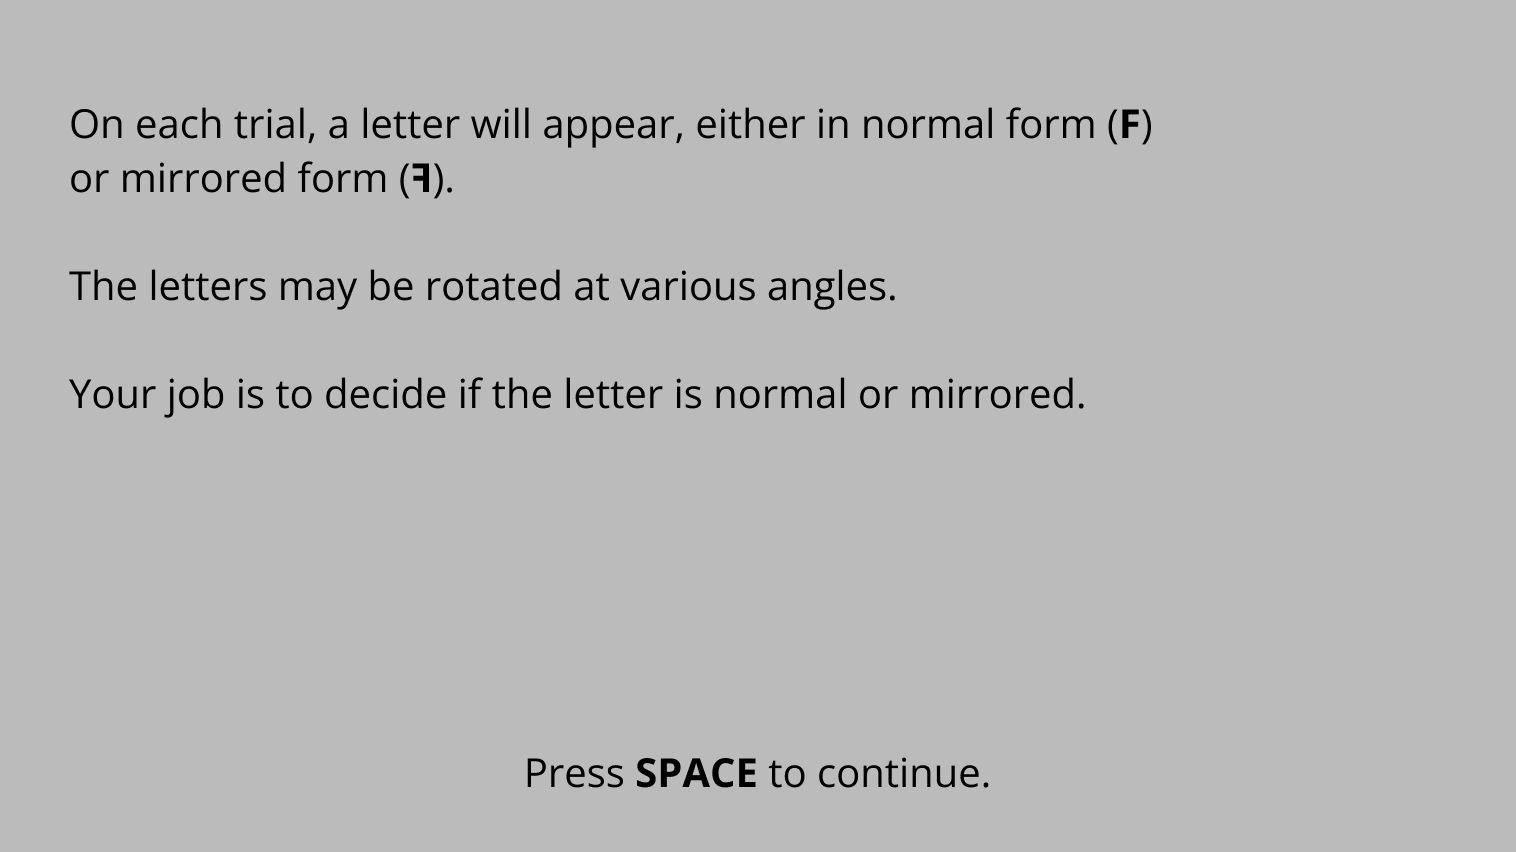 On each trial, a letter will appear, either in normal form (F)
or mirrored form (ꟻ).
The letters may be rotated at various angles.
Your job is to decide if the letter is normal or mirrored.
Press SPACE to continue.